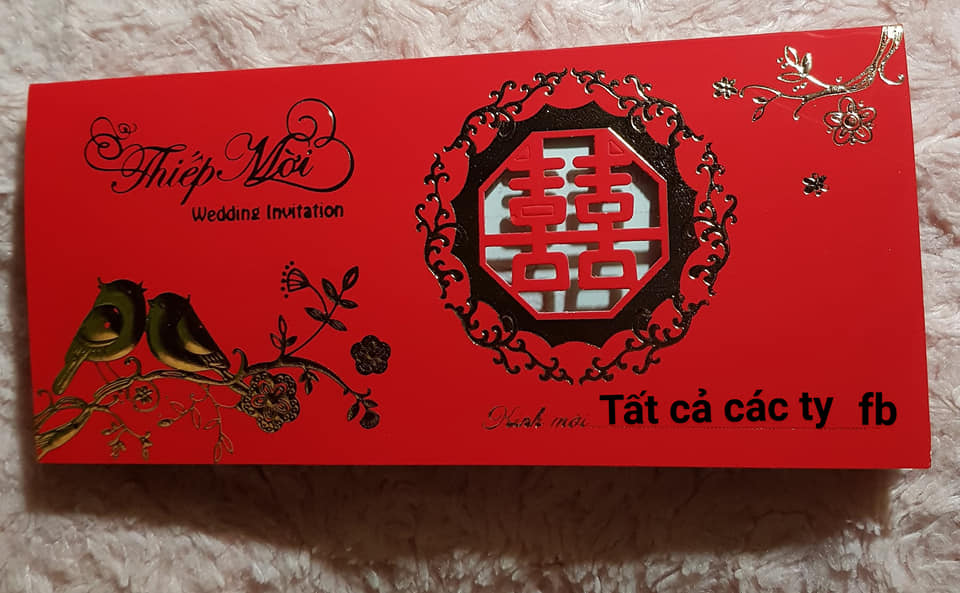 Thiếp Mời
Wedding Invitation
囍
Kính mời Tất cả các ty fb